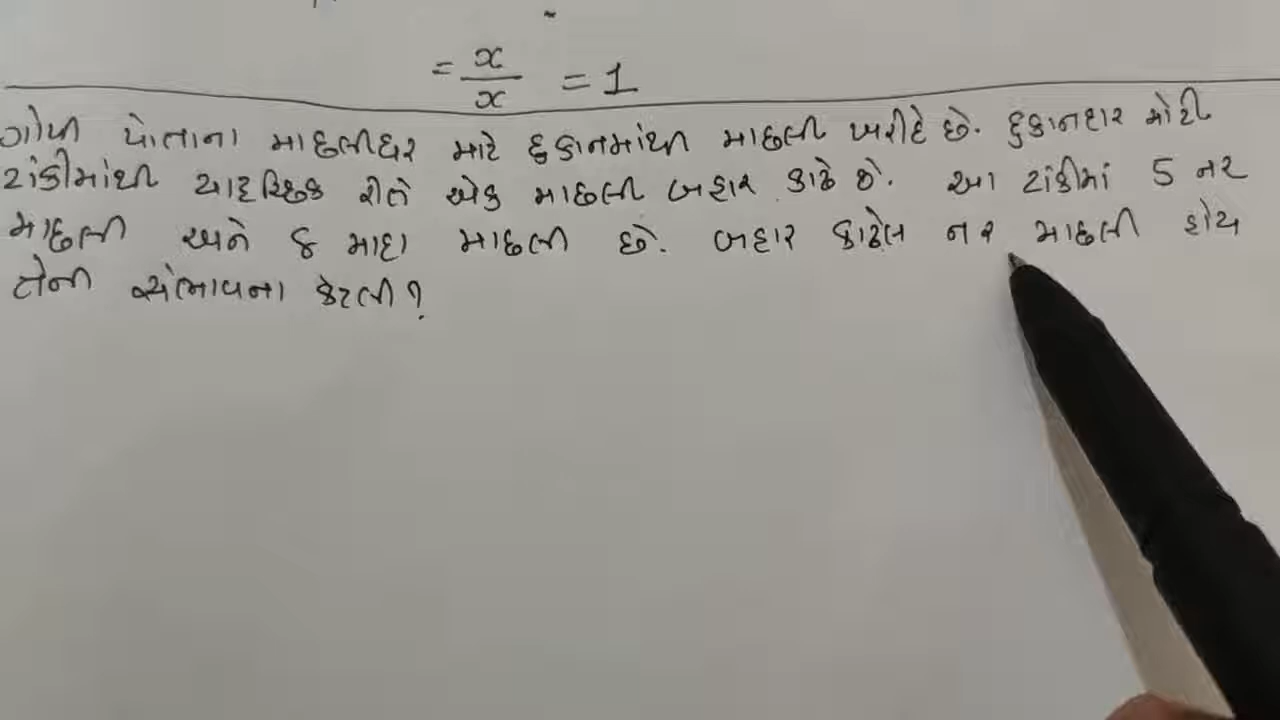 = x/x = 1
ગોપી પોતાના માછલીઘર માટે દુકાનમાંથી માછલી ખરીદે છે. દુકાનદાર મોટી
ટાંકીમાંથી યાદચ્છિક રીતે એક માછલી બહાર કાઢે છે. આ ટાંકીમાં 5 નર
માછલી અને 8 માદા માછલી છે. બહાર કાઢેલ નર માછલી હોય
તેની સંભાવના કેટલી?